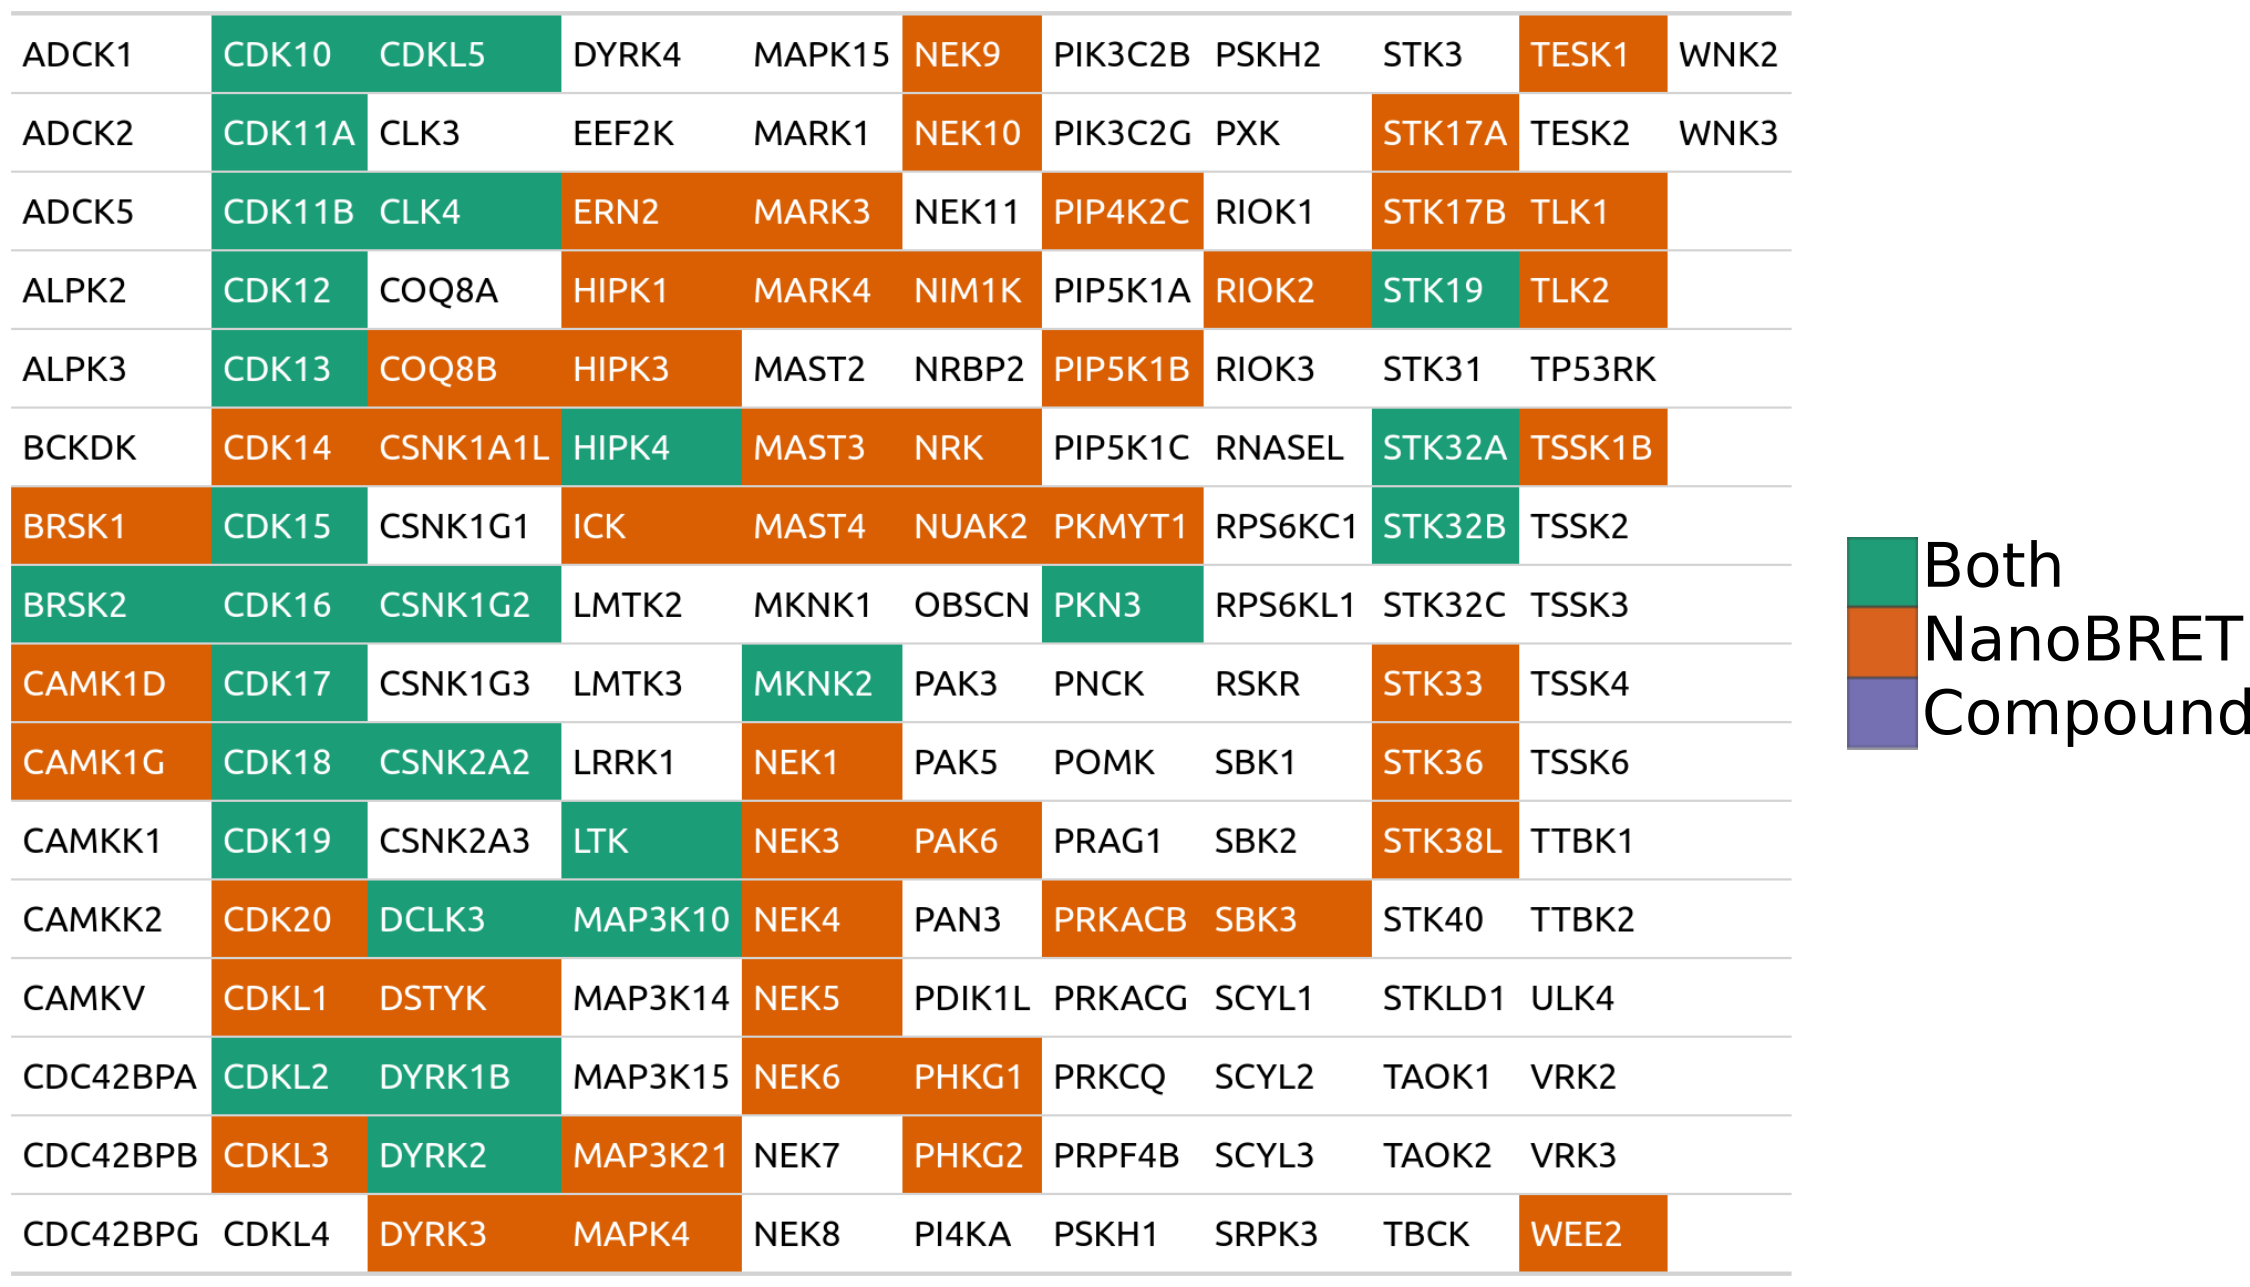 ADCK1 CDK10 CDKL5 DYRK4 MAPK15 NEK9 PIK3C2B PSKH2 STK3 TESK1 WNK2
ADCK2 CDK11A CLK3 EEF2K MARK1 NEK10 PIK3C2G PXK STK17A TESK2 WNK3
ADCK5 CDK11B CLK4 ERN2 MARK3 NEK11 PIP4K2C RIOK1 STK17B TLK1
ALPK2 CDK12 COQ8A HIPK1 MARK4 NIM1K PIP5K1A RIOK2 STK19 TLK2
ALPK3 CDK13 COQ8B HIPK3 MAST2 NRBP2 PIP5K1B RIOK3 STK31 TP53RK
BCKDK CDK14 CSNK1A1L HIPK4 MAST3 NRK PIP5K1C RNASEL STK32A TSSK1B
BRSK1 CDK15 CSNK1G1 ICK MAST4 NUAK2 PKMYT1 RPS6KC1 STK32B TSSK2
BRSK2 CDK16 CSNK1G2 LMTK2 MKNK1 OBSCN PKN3 RPS6KL1 STK32C TSSK3
CAMK1D CDK17 CSNK1G3 LMTK3 MKNK2 PAK3 PNCK RSKR STK33 TSSK4
CAMK1G CDK18 CSNK2A2 LRRK1 NEK1 PAK5 POMK SBK1 STK36 TSSK6
CAMKK1 CDK19 CSNK2A3 LTK NEK3 PAK6 PRAG1 SBK2 STK38L TTBK1
CAMKK2 CDK20 DCLK3 MAP3K10 NEK4 PAN3 PRKACB SBK3 STK40 TTBK2
CAMKV CDKL1 DSTYK MAP3K14 NEK5 PDIK1L PRKACG SCYL1 STKLD1 ULK4
CDC42BPA CDKL2 DYRK1B MAP3K15 NEK6 PHKG1 PRKCQ SCYL2 TAOK1 VRK2
CDC42BPB CDKL3 DYRK2 MAP3K21 NEK7 PHKG2 PRPF4B SCYL3 TAOK2 VRK3
CDC42BPG CDKL4 DYRK3 MAPK4 NEK8 PI4KA PSKH1 SRPK3 TBCK WEE2
Both
NanoBRET
Compound